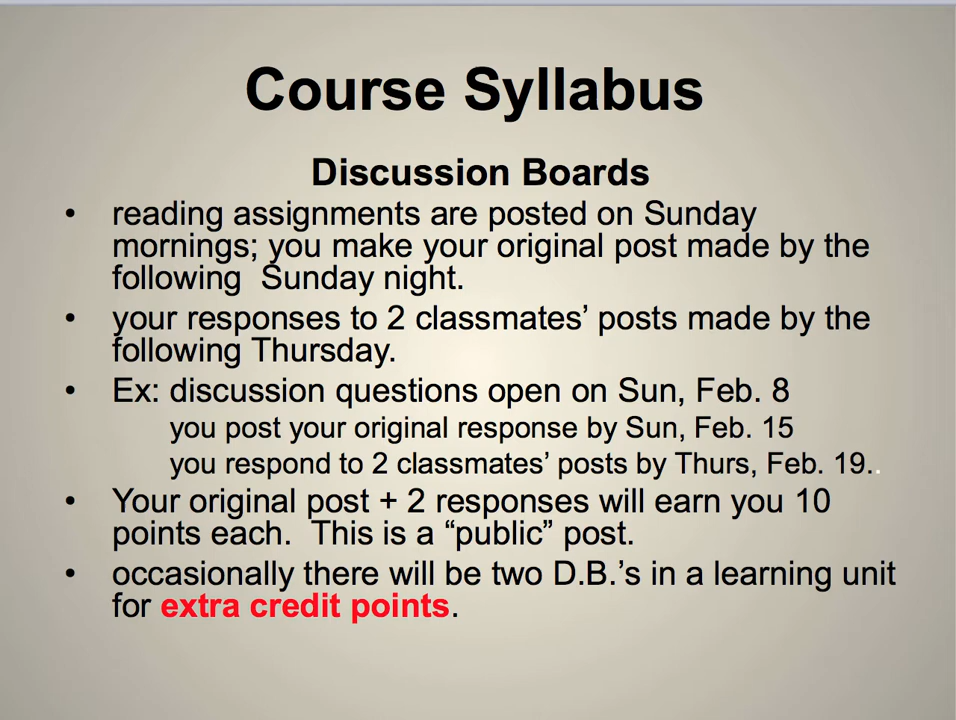 Course Syllabus
Discussion Boards
• reading assignments are posted on Sunday
mornings; you make your original post made by the
following  Sunday night.
• your responses to 2 classmates’ posts made by the
following Thursday.
• Ex: discussion questions open on Sun, Feb. 8
you post your original response by Sun, Feb. 15
you respond to 2 classmates’ posts by Thurs, Feb. 19..
• Your original post + 2 responses will earn you 10
points each.  This is a “public” post.
• occasionally there will be two D.B.’s in a learning unit
for extra credit points.